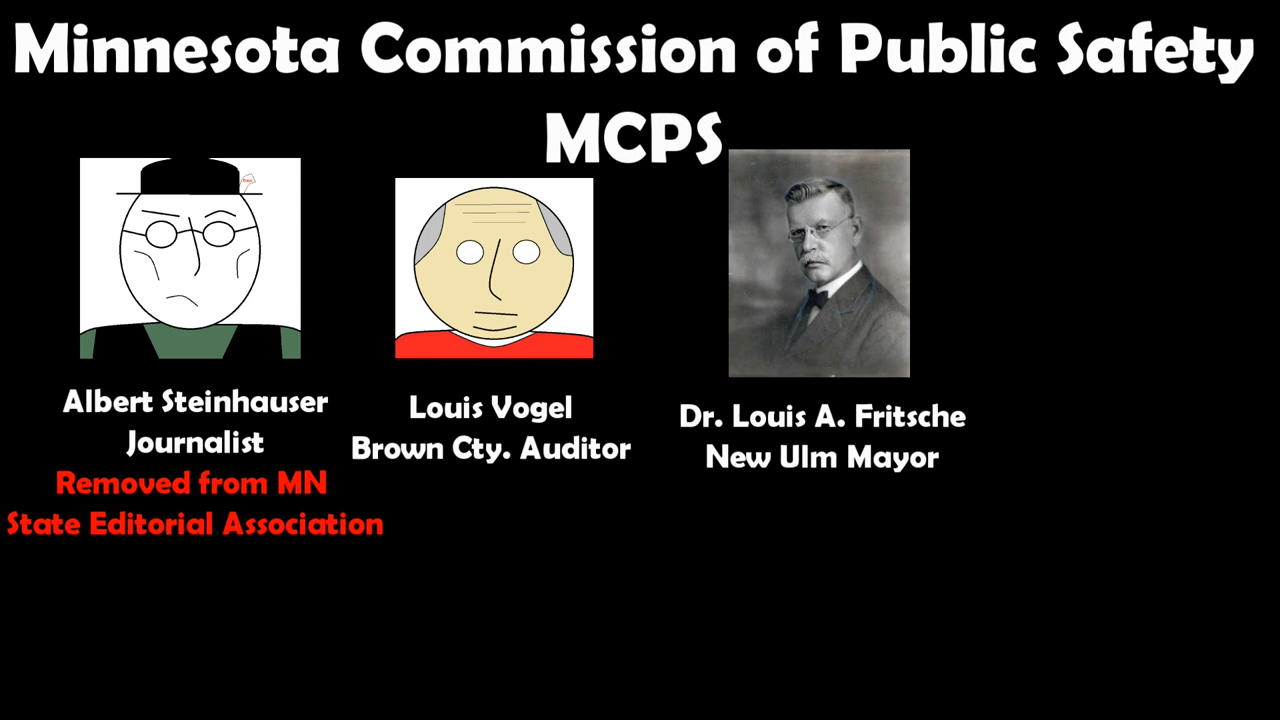 Minnesota Commission of Public Safety
MCPS
Albert Steinhauser
Journalist
Removed from MN
State Editorial Association
Louis Vogel
Brown Cty. Auditor
Dr. Louis A. Fritsche
New Ulm Mayor